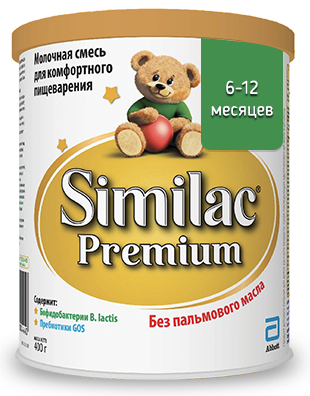 Молочная смесь
для комфортного
пищеварения
6-12
месяцев
Similac®
Premium
Без пальмового масла
Содержит:
Бифидобактерии B. lactis
Пребиотики GOS
400 г
Abbott